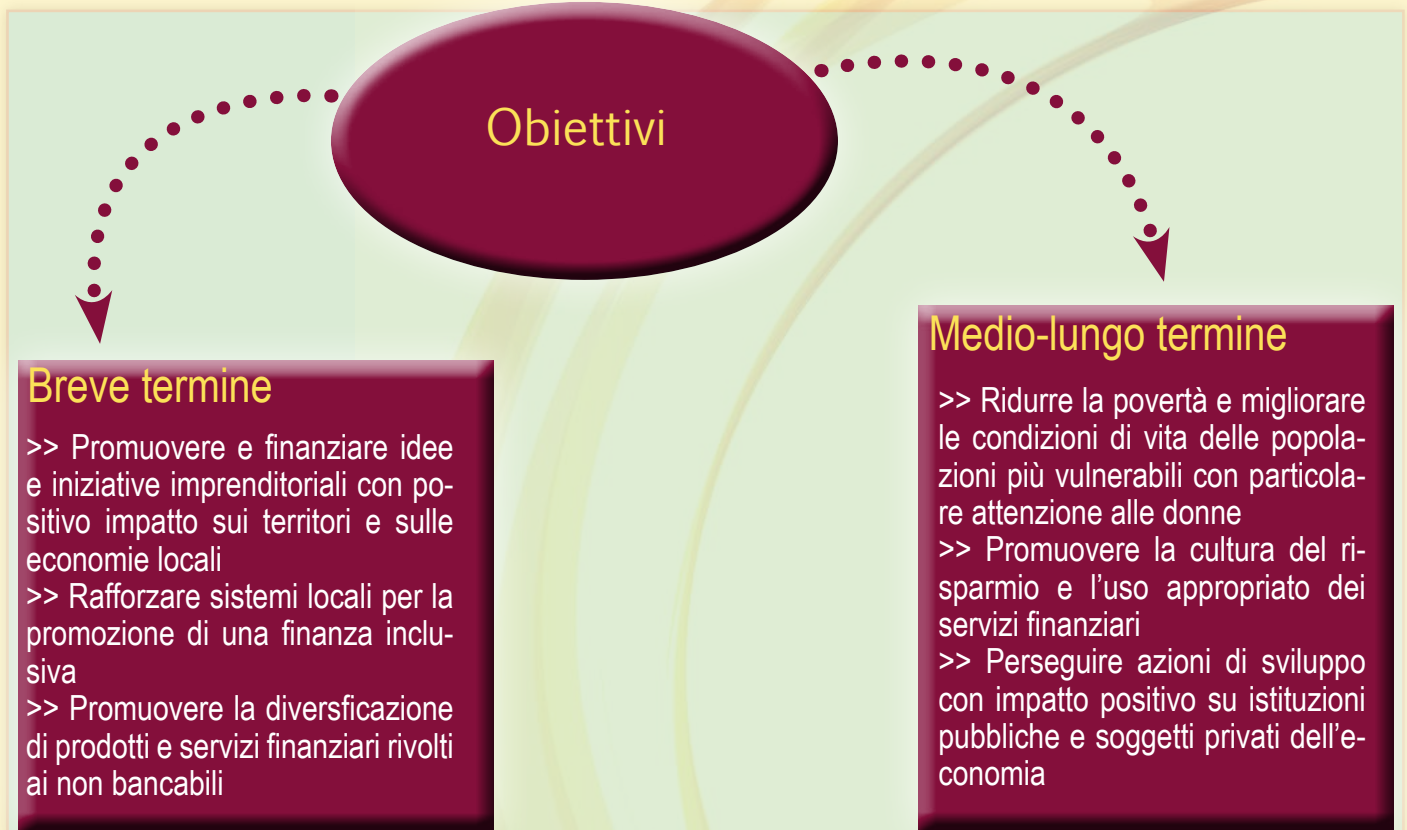 Obiettivi
Breve termine
>> Promuovere e finanziare idee
e iniziative imprenditoriali con po-
sitivo impatto sui territori e sulle
economie locali
>> Rafforzare sistemi locali per la
promozione di una finanza inclu-
siva
>> Promuovere la diversficazione
di prodotti e servizi finanziari rivolti
ai non bancabili
Medio-lungo termine
>> Ridurre la povertà e migliorare
le condizioni di vita delle popola-
zioni più vulnerabili con particola-
re attenzione alle donne
>> Promuovere la cultura del ri-
sparmio e l’uso appropriato dei
servizi finanziari
>> Perseguire azioni di sviluppo
con impatto positivo su istituzioni
pubbliche e soggetti privati dell’e-
conomia